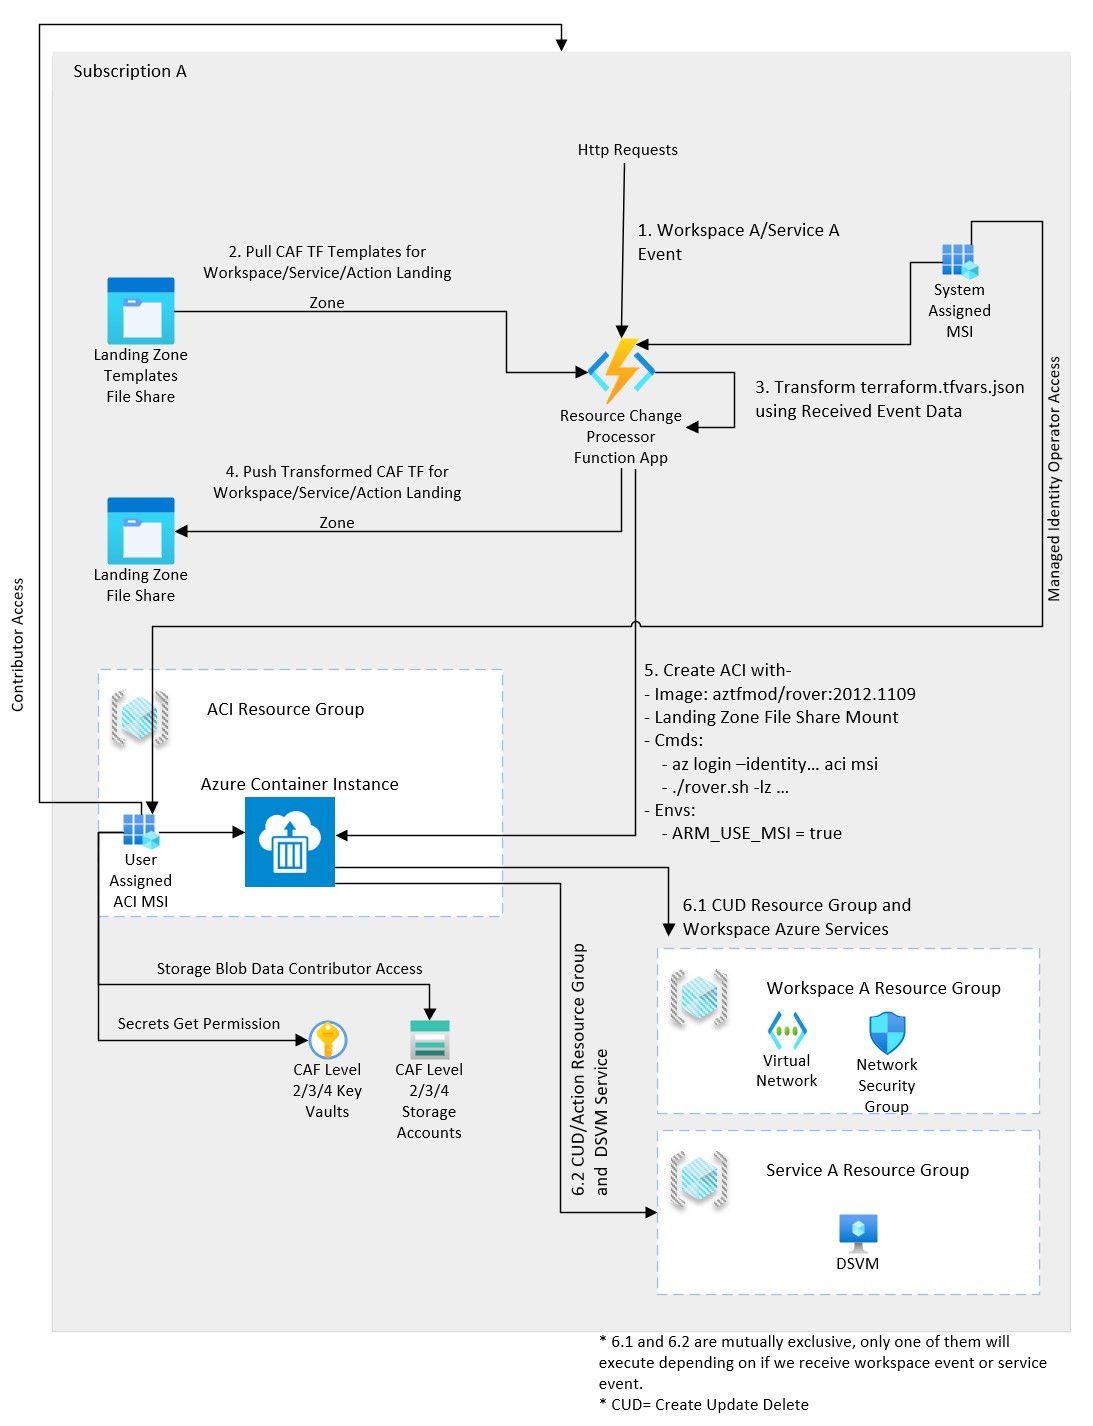 Subscription A
Http Requests
1. Workspace A/Service A
Event
2. Pull CAF TF Templates for
Workspace/Service/Action Landing
Zone
System
Assigned
MSI
Landing Zone
Templates
File Share
3. Transform terraform.tfvars.json
using Received Event Data
Resource Change
Processor
Function App
Managed Identity Operator Access
4. Push Transformed CAF TF for
Workspace/Service/Action Landing
Zone
Landing Zone
File Share
Contributor Access
5. Create ACI with-
- Image: aztfmod/rover:2012.1109
- Landing Zone File Share Mount
- Cmds:
- az login –identity... aci msi
- ./rover.sh -lz ...
- Envs:
- ARM_USE_MSI = true
ACI Resource Group
Azure Container Instance
User
Assigned
ACI MSI
6.1 CUD Resource Group and
Workspace Azure Services
Storage Blob Data Contributor Access
Secrets Get Permission
CAF Level
2/3/4 Key
Vaults
CAF Level
2/3/4
Storage
Accounts
6.2 CUD/Action Resource Group
and DSVM Service
Workspace A Resource Group
Virtual
Network
Network
Security
Group
Service A Resource Group
DSVM
* 6.1 and 6.2 are mutually exclusive, only one of them will
execute depending on if we receive workspace event or service
event.
* CUD= Create Update Delete